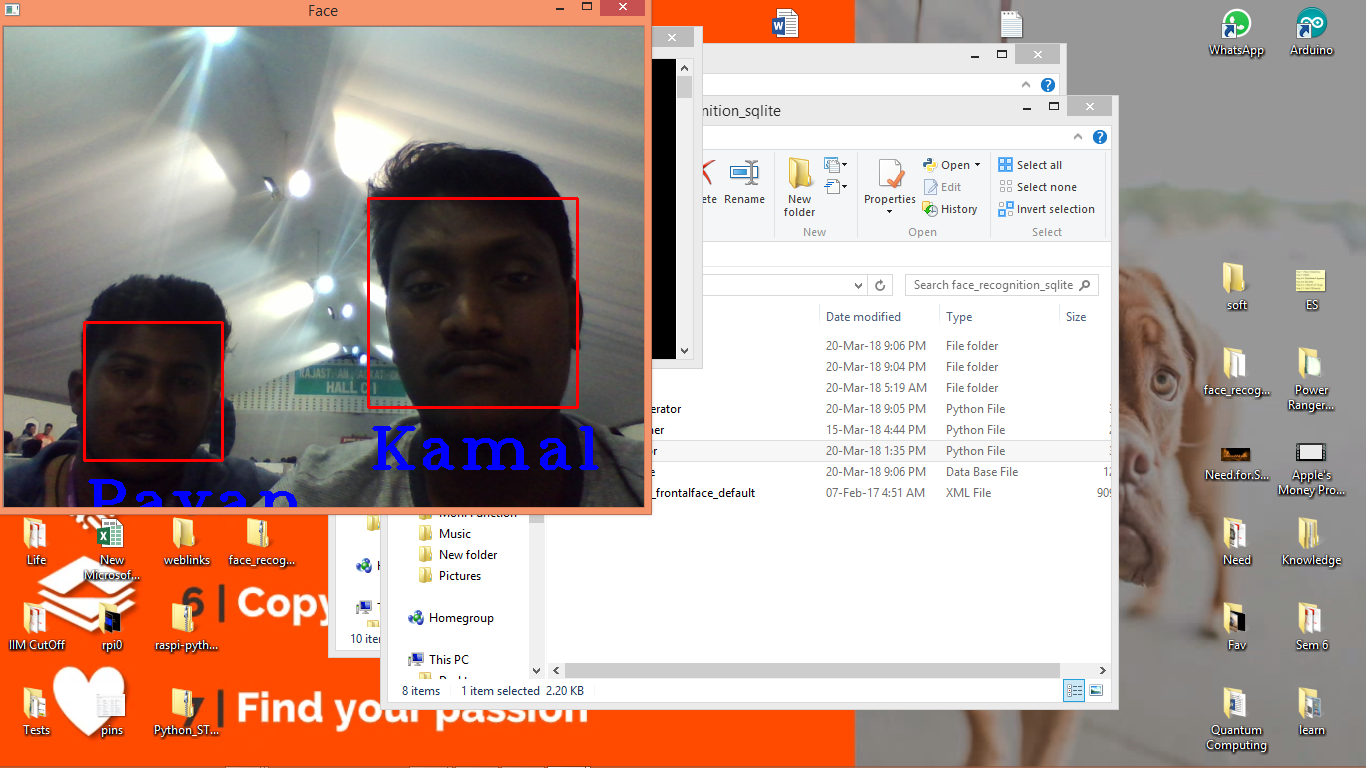 Face
WhatsApp
Arduino
nition_sqlite
ete
Rename
New
folder
New
Properties
Open
Edit
History
Open
Select all
Select none
Invert selection
Select
Search face_recognition_sqlite
Date modified
Type
Size
20-Mar-18 9:06 PM File folder
20-Mar-18 9:04 PM File folder
20-Mar-18 5:19 AM File folder
erator 20-Mar-18 9:05 PM Python File
ner 15-Mar-18 4:44 PM Python File
or 20-Mar-18 1:35 PM Python File
e 20-Mar-18 9:06 PM Data Base File 12
_frontalface_default 07-Feb-17 4:51 AM XML File 909
HALL C I
Kamal
Pavan
Music
New folder
Pictures
Homegroup
This PC
10 iter
8 items 1 item selected 2.20 KB
soft
ES
face_recog...
Power
Ranger...
Need.for.S...
Apple's
Money Pro...
Need
Knowledge
Fav
Sem 6
Quantum
Computing
learn
Life
New
Microsof...
weblinks
face_recog...
6 | Copy
IIM CutOff
rpi0
raspi-pyth...
7 | Find your passion
Tests
pins
Python_ST...